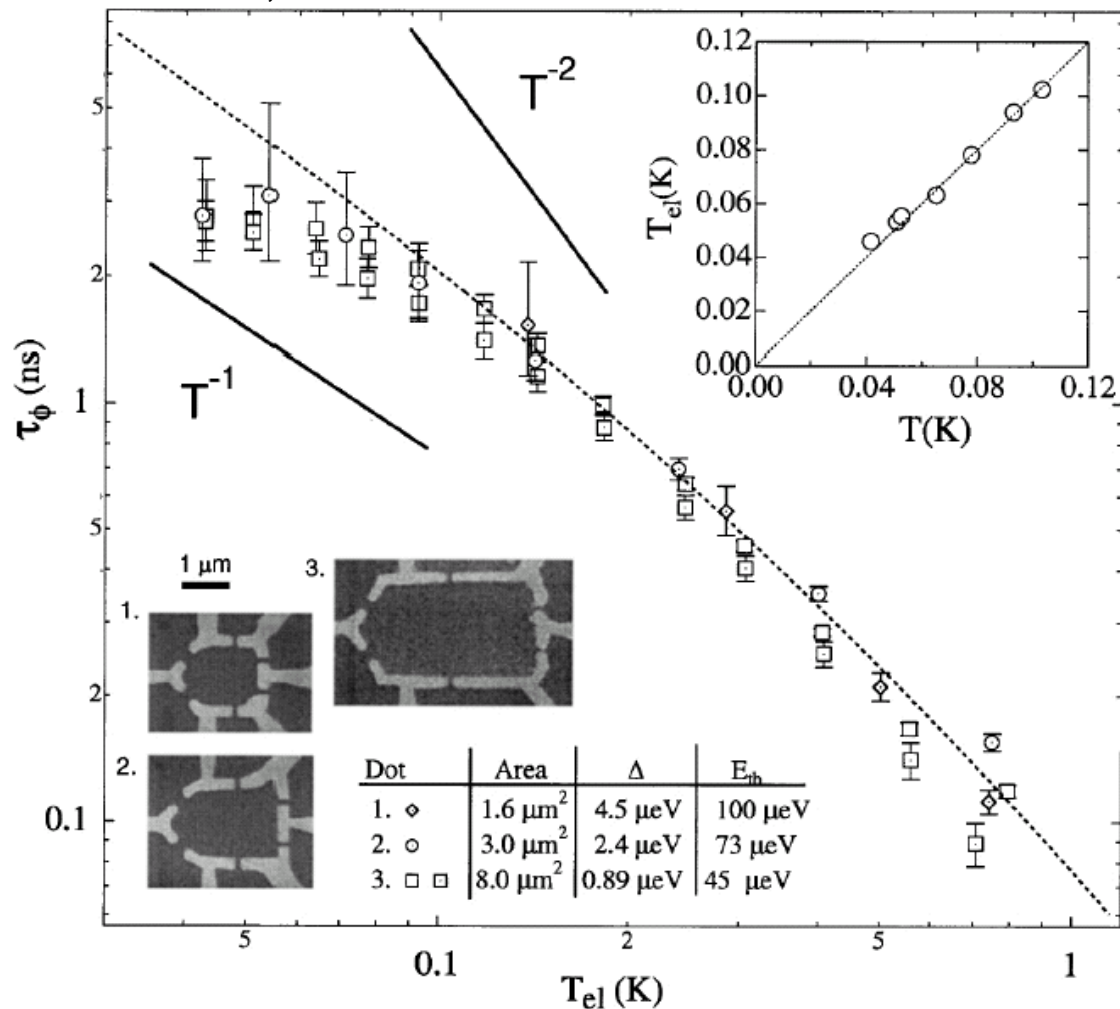 T⁻²
T⁻¹
τϕ (ns)
5
2
1
5
2
0.1
5
0.1
2
5
1
Tel (K)
0.12
0.10
0.08
0.06
0.04
0.02
0.00
Tel(K)
0.00 0.04 0.08 0.12
T(K)
1 μm
1.
2.
3.
Dot Area Δ Eth
1. ◇ 1.6 μm² 4.5 μeV 100 μeV
2. ○ 3.0 μm² 2.4 μeV 73 μeV
3. □ □ 8.0 μm² 0.89 μeV 45 μeV